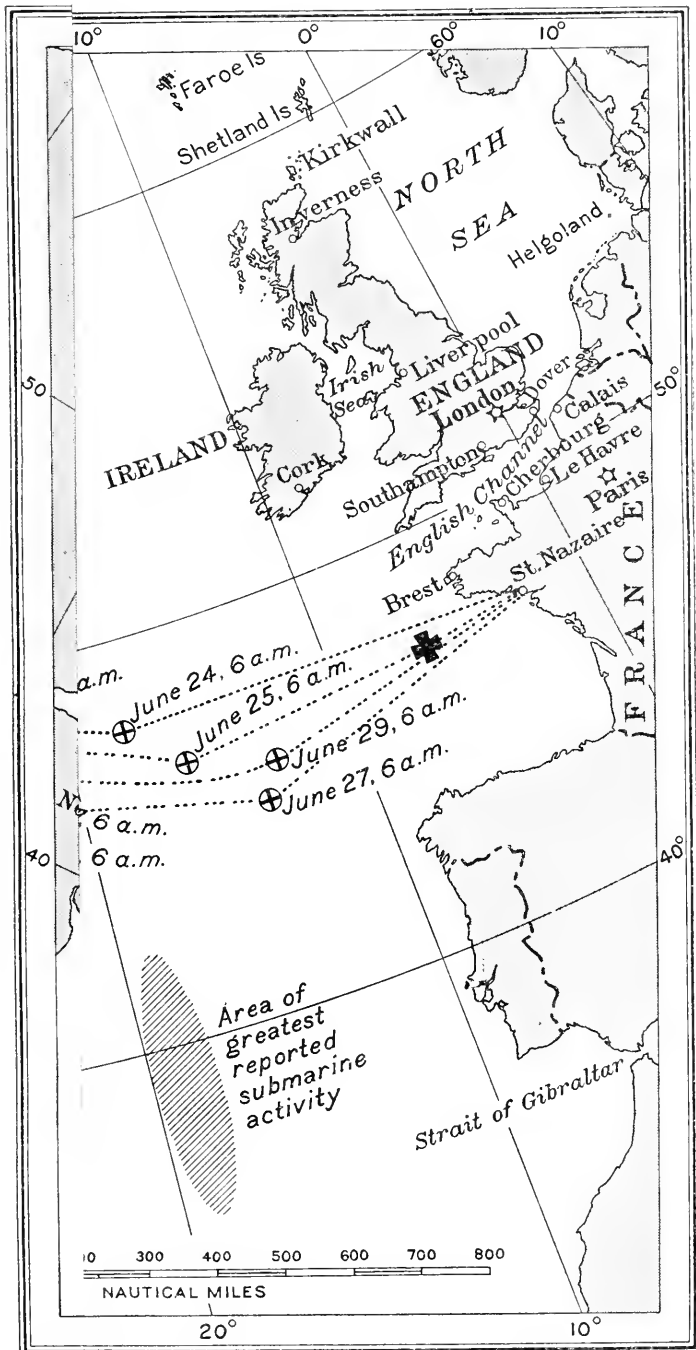 10°
0°
60°
10°
Faroe Is
Shetland Is
Kirkwall
Inverness
NORTH
SEA
Helgoland
50
50°
Irish
Sea
Liverpool
ENGLAND
London
Dover
Calais
IRELAND
Cork
Southampton
English Channel
Cherbourg
Le Havre
Paris
Brest
St. Nazaire
FRANCE
a.m.
June 24, 6 a.m.
June 25, 6 a.m.
June 29, 6 a.m.
June 27, 6 a.m.
6 a.m.
6 a.m.
40
40°
Area of
greatest
reported
submarine
activity
Strait of Gibraltar
300 400 500 600 700 800
NAUTICAL MILES
20°
10°